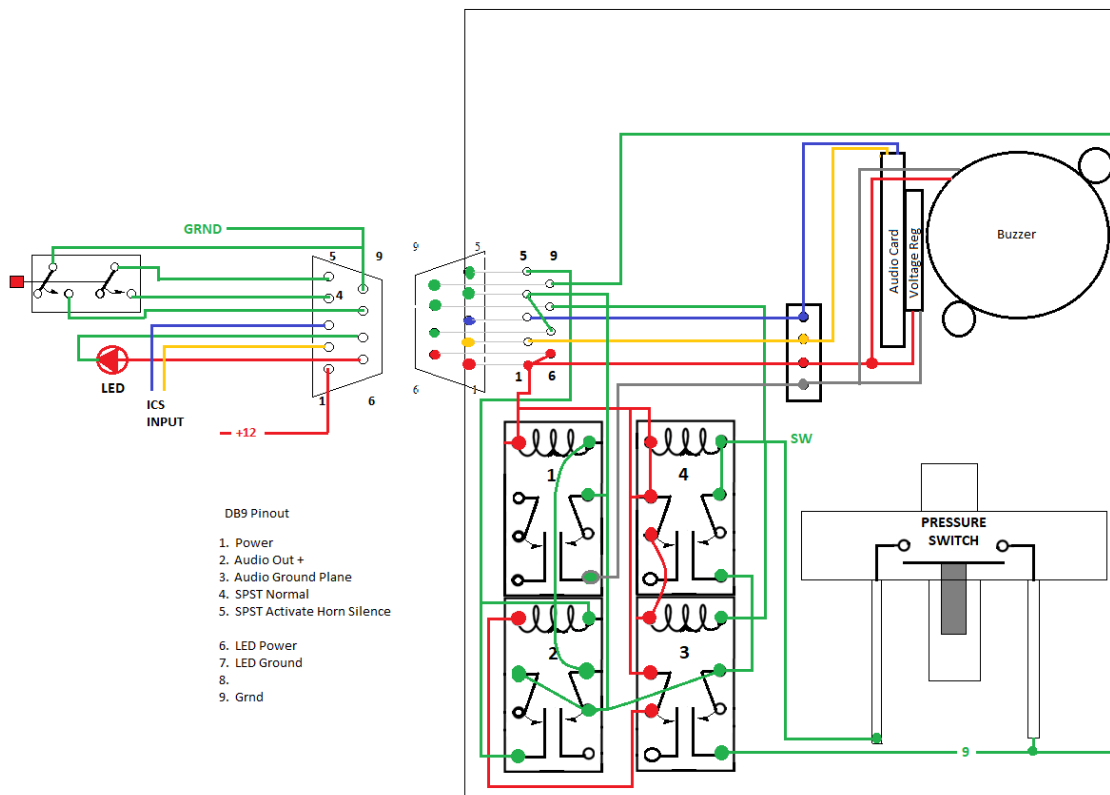 GRND
5
9
4
LED
ICS
INPUT
1
6
+12
9
5
6
1
5
9
1
6
Audio Card
Voltage Reg
Buzzer
1
4
2
3
SW
PRESSURE
SWITCH
9
DB9 Pinout
1. Power
2. Audio Out +
3. Audio Ground Plane
4. SPST Normal
5. SPST Activate Horn Silence
6. LED Power
7. LED Ground
8.
9. Grnd